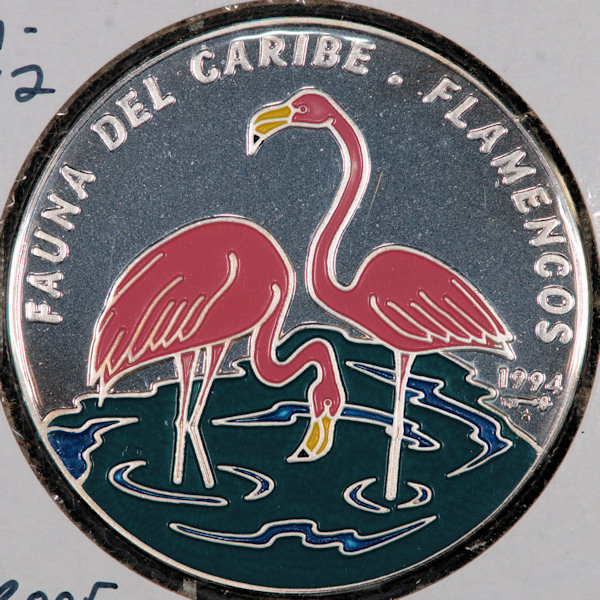 FAUNA DEL CARIBE . FLAMENCOS
1994